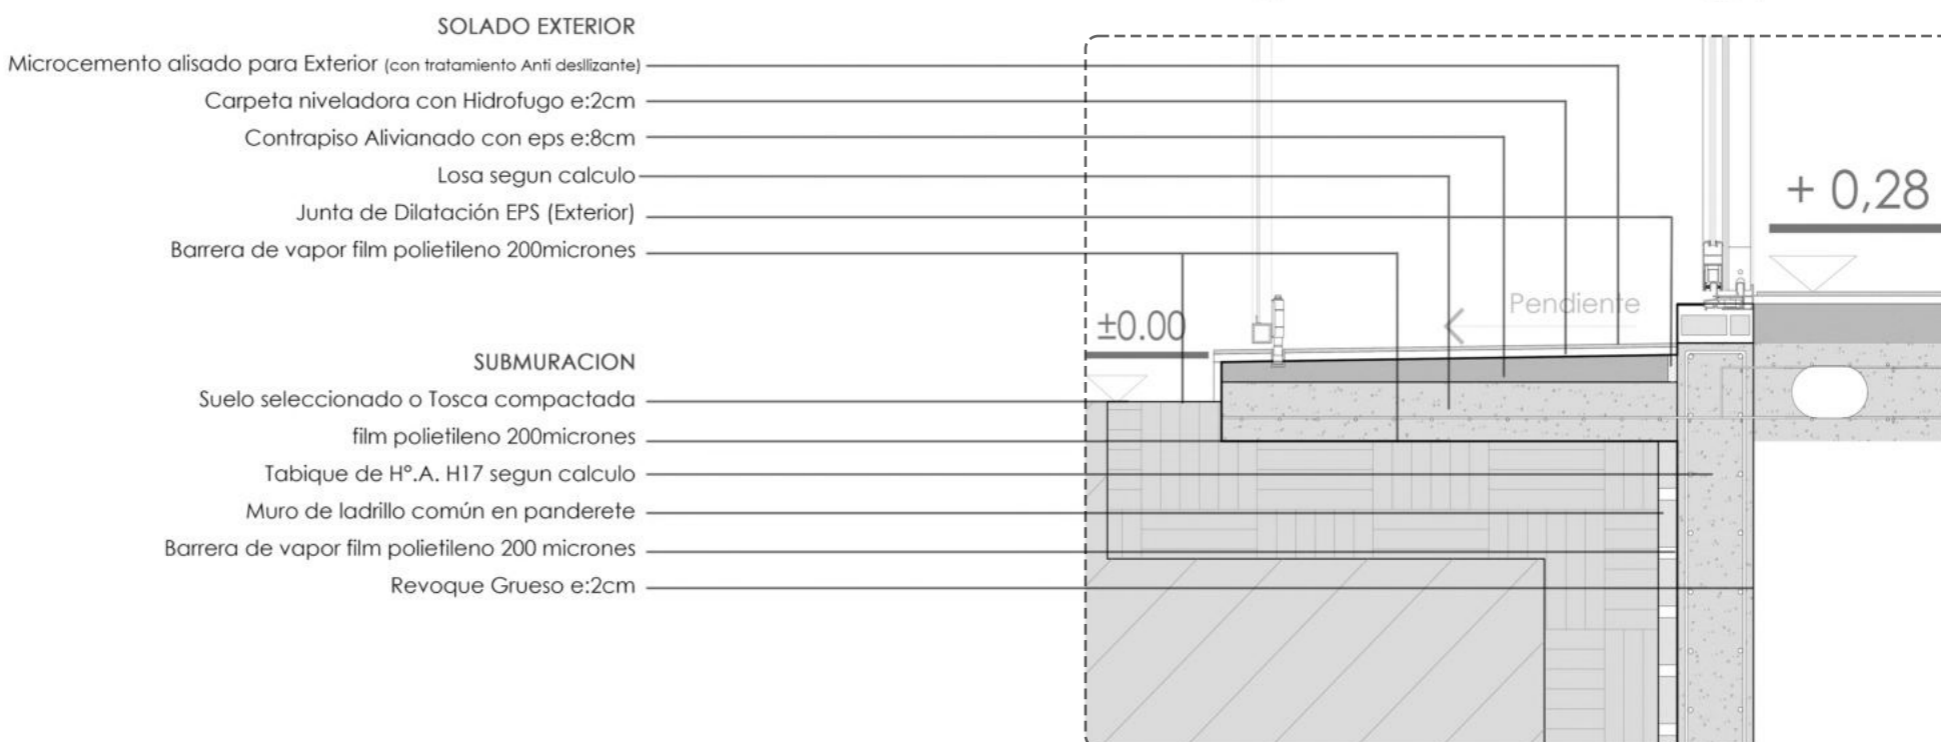 SOLADO EXTERIOR
Microcemento alisado para Exterior (con tratamiento Anti desllizante)
Carpeta niveladora con Hidrofugo e:2cm
Contrapiso Alivianado con eps e:8cm
Losa segun calculo
Junta de Dilatación EPS (Exterior)
Barrera de vapor film polietileno 200micrones
SUBMURACION
Suelo seleccionado o Tosca compactada
film polietileno 200micrones
Tabique de H°.A. H17 segun calculo
Muro de ladrillo común en panderete
Barrera de vapor film polietileno 200 micrones
Revoque Grueso e:2cm
+ 0,28
Pendiente
±0.00